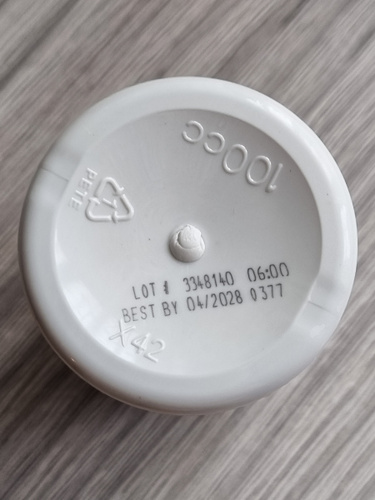 100cc
PETE
LOT # 3348140 06:00
BEST BY 04/2028 0377
X42